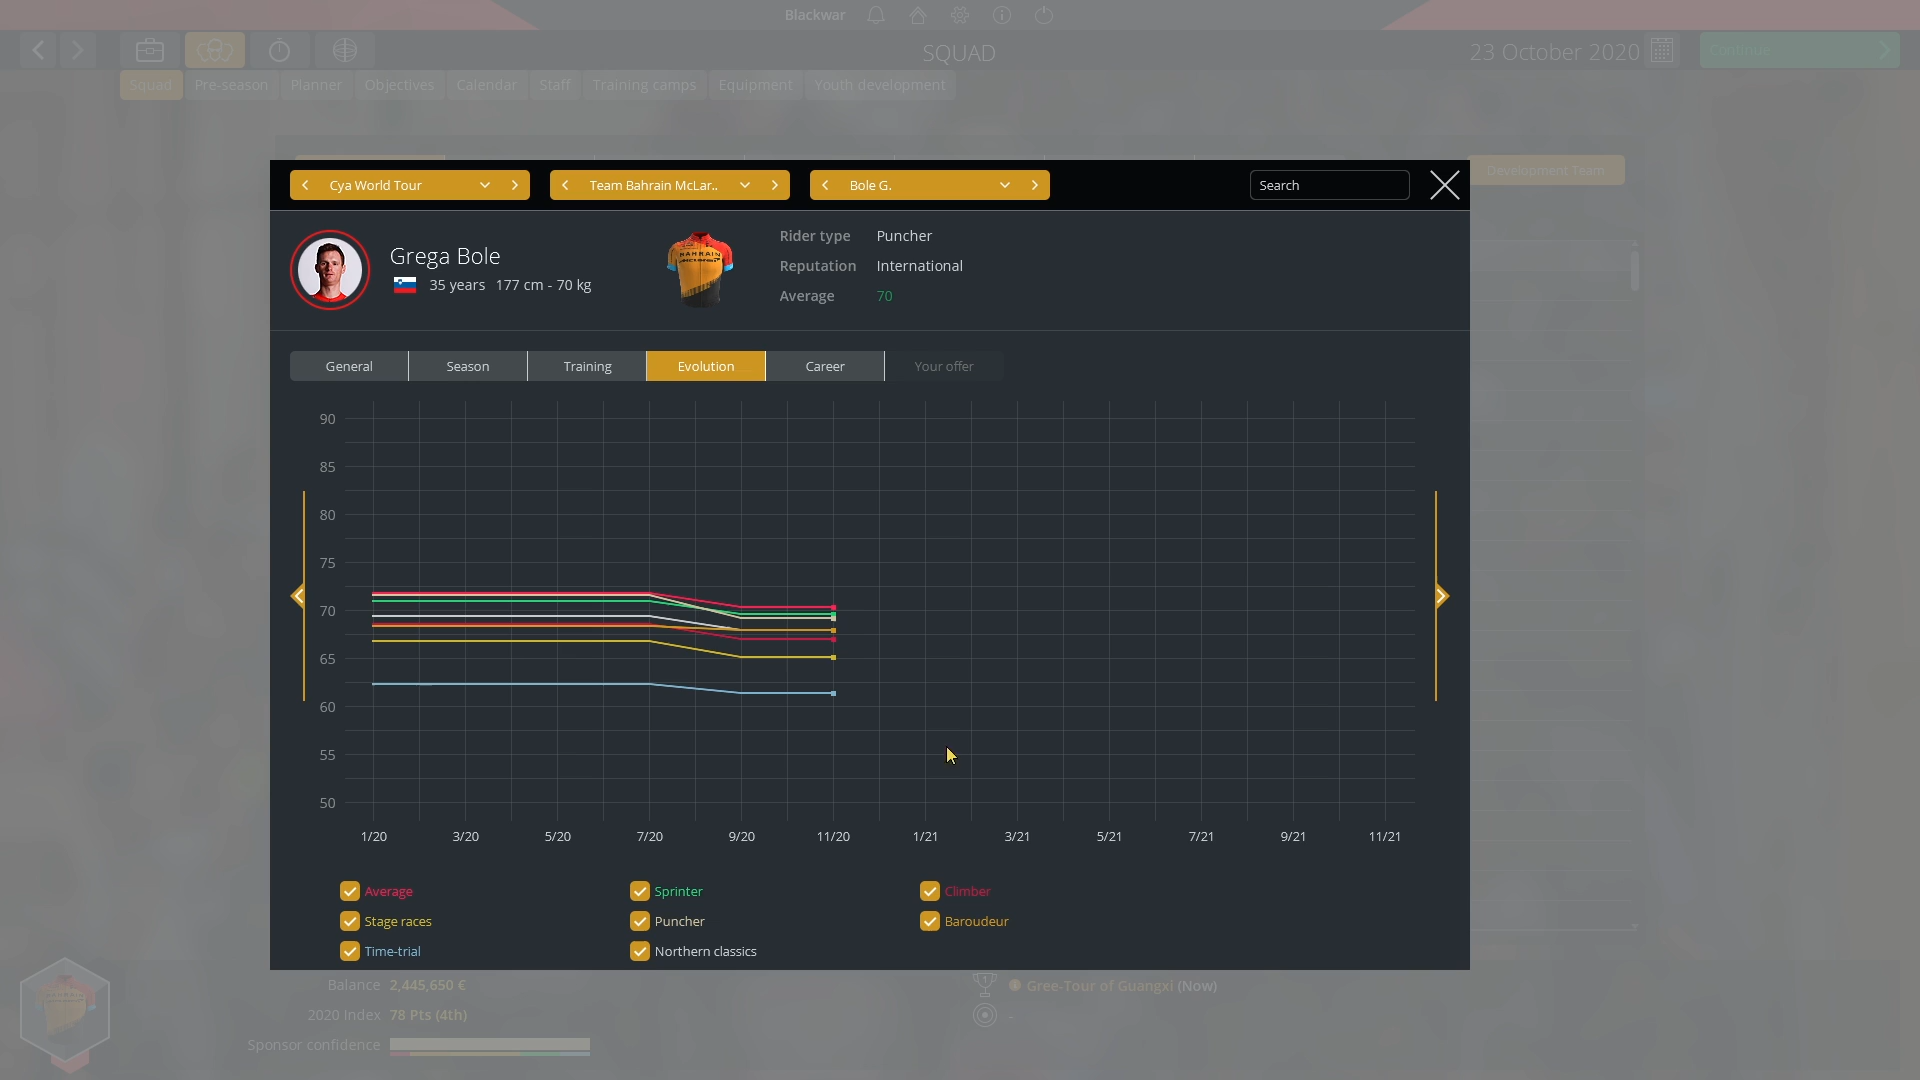 Blackwar
SQUAD
23 October 2020
Continue
Squad
Pre-season
Planner
Objectives
Calendar
Staff
Training camps
Equipment
Youth development
Development Team
Cya World Tour
Team Bahrain McLar..
Bole G.
Search
Grega Bole
35 years 177 cm - 70 kg
BAHRAIN
Rider type Puncher
Reputation International
Average 70
General
Season
Training
Evolution
Career
Your offer
90
85
80
75
70
65
60
55
50
1/20 3/20 5/20 7/20 9/20 11/20 1/21 3/21 5/21 7/21 9/21 11/21
Average
Sprinter
Climber
Stage races
Puncher
Baroudeur
Time-trial
Northern classics
Balance 2,445,650 €
2020 Index 78 Pts (4th)
Sponsor confidence
Gree-Tour of Guangxi (Now)
-